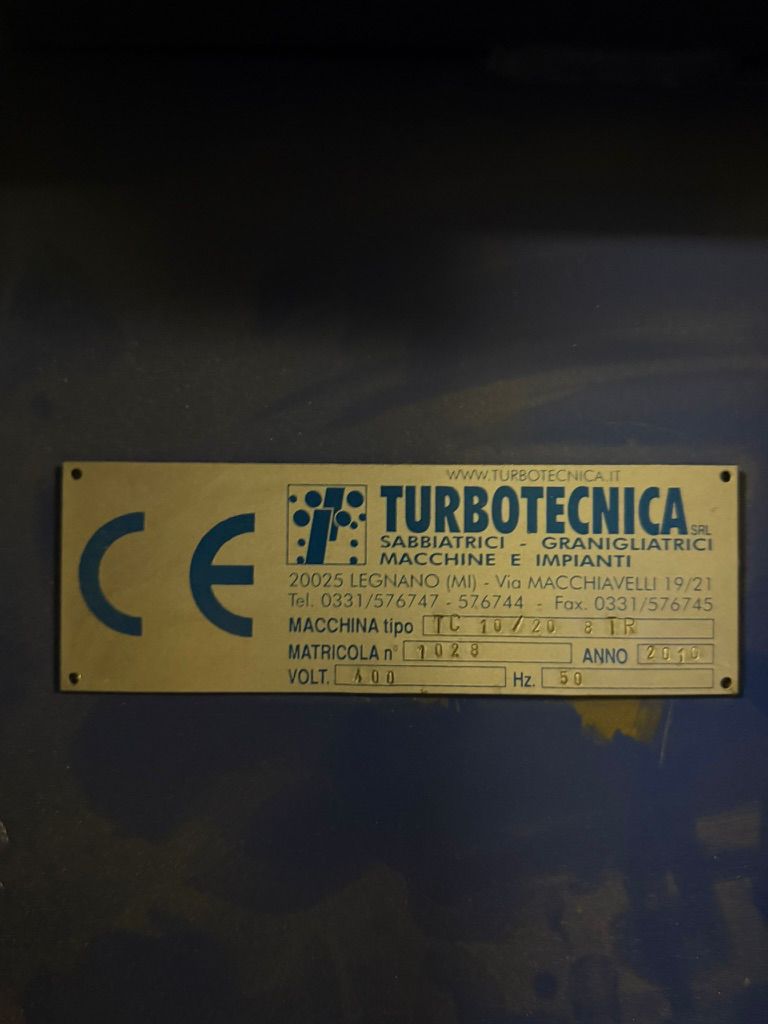 WWW.TURBOTECNICA.IT
CE
TURBOTECNICA SRL
SABBIATRICI - GRANIGLIATRICI
MACCHINE E IMPIANTI
20025 LEGNANO (MI) - Via MACCHIAVELLI 19/21
Tel. 0331/576747 - 576744 - Fax. 0331/576745
MACCHINA tipo TC 10/20 8 TR
MATRICOLA n° 1028 ANNO 2010
VOLT. 400 Hz. 50